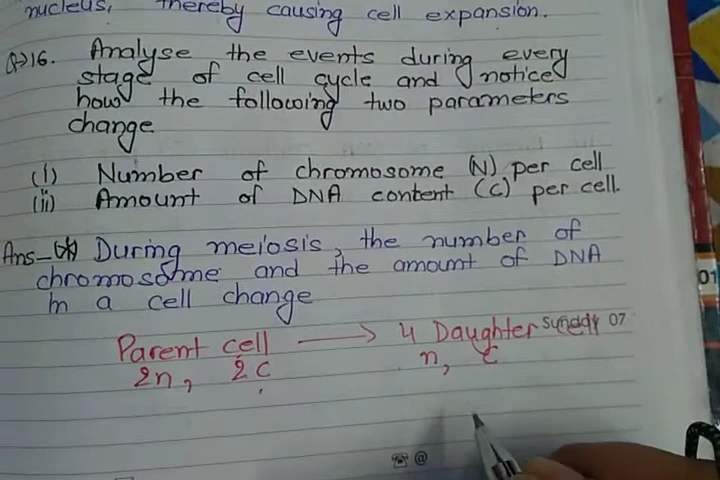 nucleus, thereby causing cell expansion.
Q→16. Analyse the events during every
stage of cell cycle and notice
how the following two parameters
change
(i) Number of chromosome (N) per cell
(ii) Amount of DNA content (C) per cell.
Ans- During meiosis, the number of
chromosome and the amount of DNA
in a cell change
Parent cell → 4 Daughter
2n, 2c n, c
07
☎ @
01